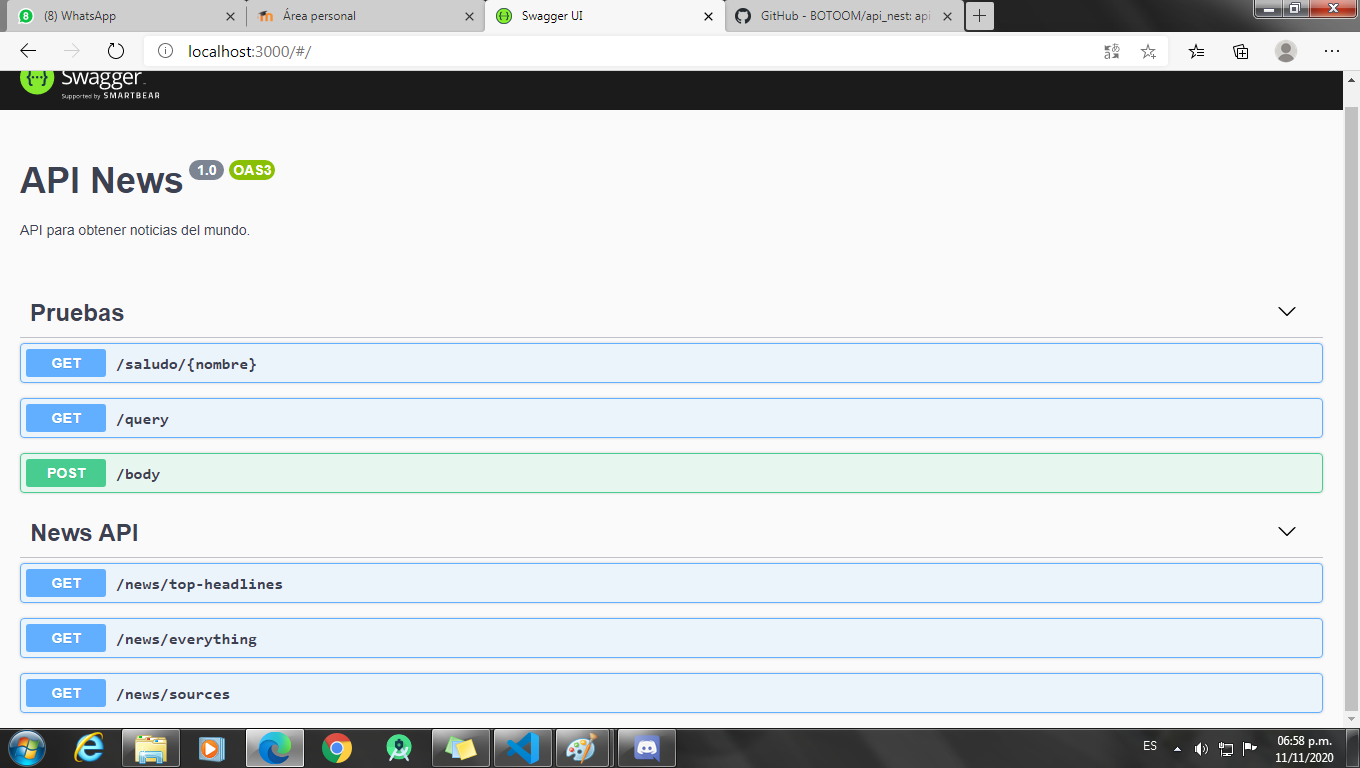 (8) WhatsApp
Área personal
Swagger UI
GitHub - BOTOOM/api_nest: api
localhost:3000/#/
Swagger
Supported by SMARTBEAR
API News 1.0 OAS3
API para obtener noticias del mundo.
Pruebas
GET /saludo/{nombre}
GET /query
POST /body
News API
GET /news/top-headlines
GET /news/everything
GET /news/sources
ES
06:58 p.m.
11/11/2020